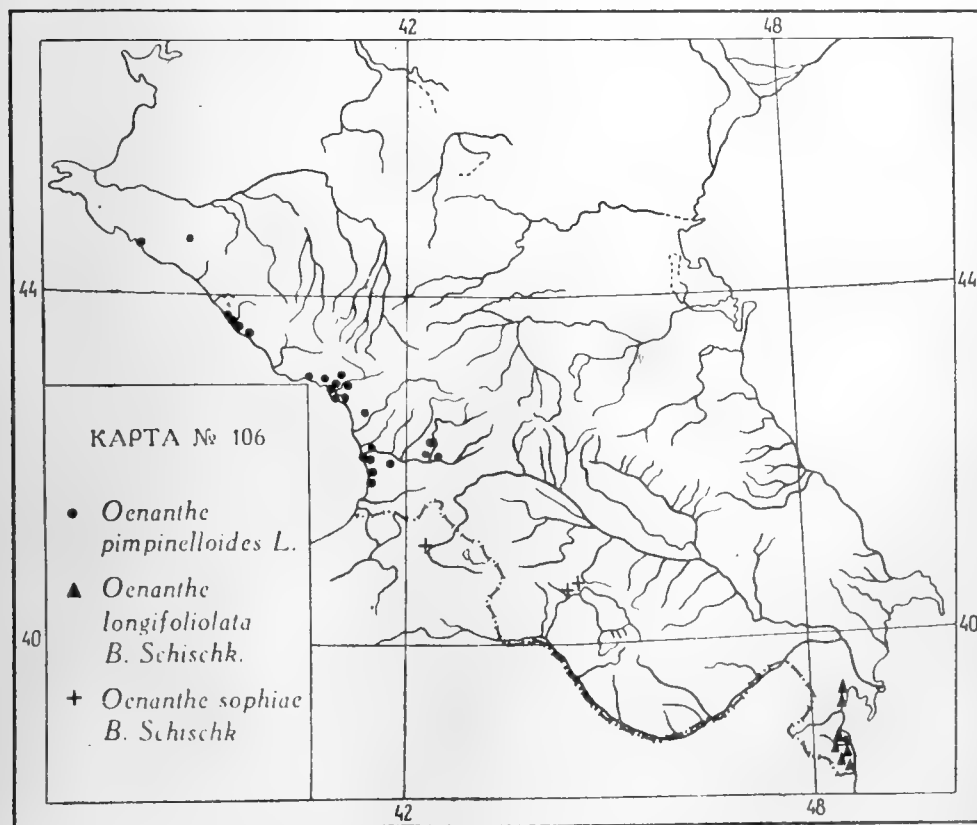 42 48
44 44
КАРТА № 106
Oenanthe
pimpinelloides L.
Oenanthe
longifoliolata
B. Schischk.
Oenanthe sophiae
B. Schischk
40 40
42 48